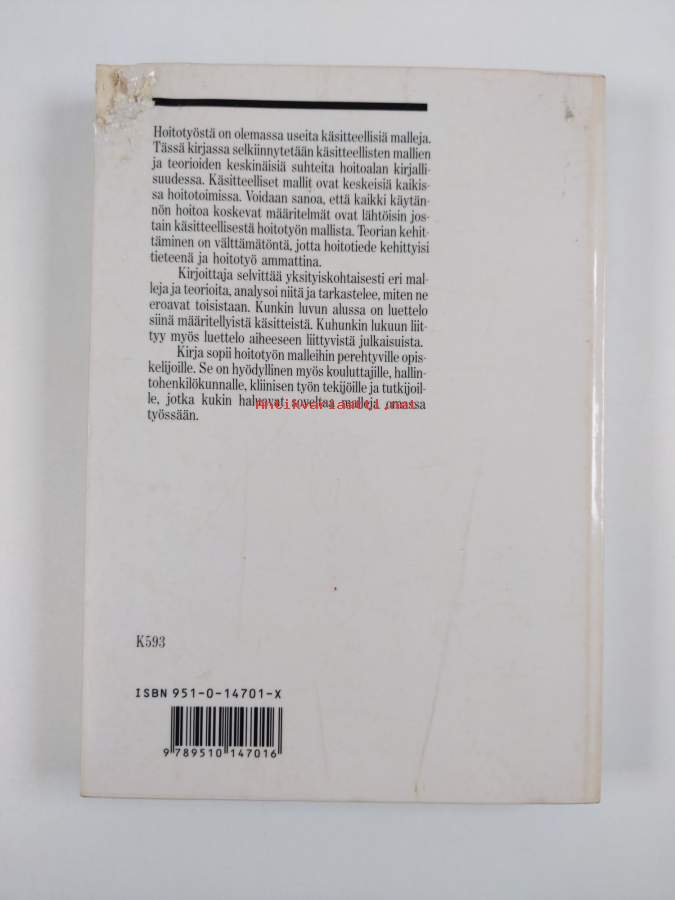 Hoitotyöstä on olemassa useita käsitteellisiä malleja.
Tässä kirjassa selkiinnytetään käsitteellisten mallien
ja teorioiden keskinäisiä suhteita hoitoalan kirjalli-
suudessa. Käsitteelliset mallit ovat keskeisiä kaikis-
sa hoitotoimissa. Voidaan sanoa, että kaikki käytän-
nön hoitoa koskevat määritelmät ovat lähtöisin jos-
tain käsitteellisestä hoitotyön mallista. Teorian kehit-
täminen on välttämätöntä, jotta hoitotiede kehittyisi
tieteenä ja hoitotyö ammattina.
Kirjoittaja selvittää yksityiskohtaisesti eri mal-
leja ja teorioita, analysoi niitä ja tarkastelee, miten ne
eroavat toisistaan. Kunkin luvun alussa on luettelo
siinä määritellyistä käsitteistä. Kuhunkin lukuun liit-
tyy myös luettelo aiheeseen liittyvistä julkaisuista.
Kirja sopii hoitotyön malleihin perehtyville opis-
kelijoille. Se on hyödyllinen myös kouluttajille, hallin-
tohenkilökunnalle, kliinisen työn tekijöille ja tutkijoil-
le, jotka kukin haluavat soveltaa malleja omassa
Antikvariaatti.net
työssään.
K593
ISBN 951-0-14701-X
9 789510 147016